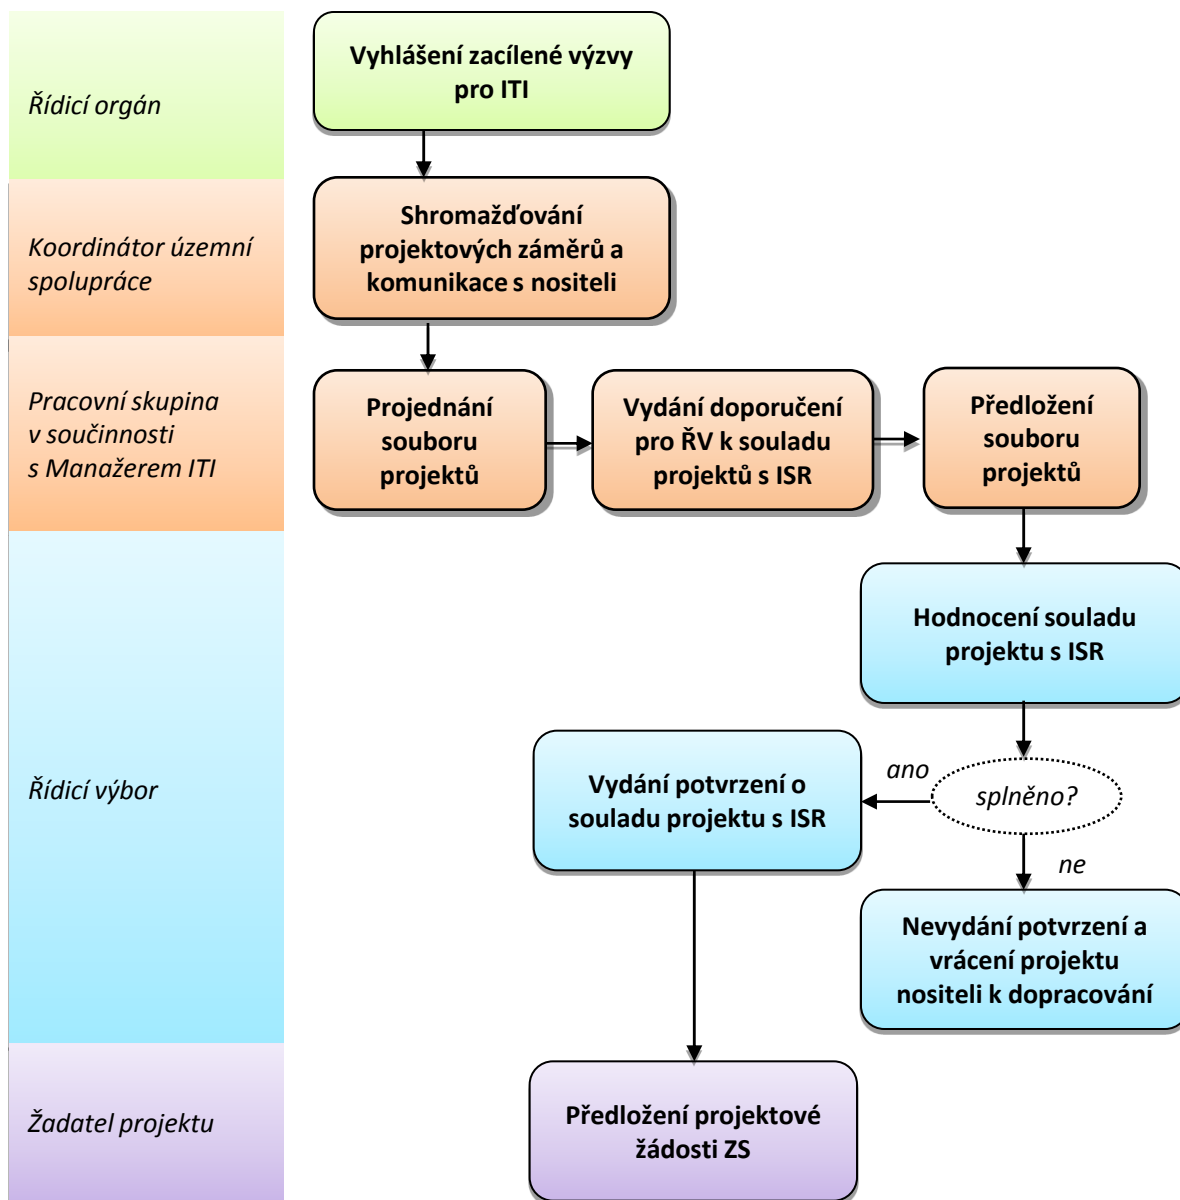 Řídicí orgán
Vyhlášení zacílené výzvy
pro ITI
Koordinátor územní
spolupráce
Shromažďování
projektových záměrů a
komunikace s nositeli
Pracovní skupina
v součinnosti
s Manažerem ITI
Projednání
souboru
projektů
Vydání doporučení
pro ŘV k souladu
projektů s ISR
Předložení
souboru
projektů
Řídicí výbor
Hodnocení souladu
projektu s ISR
splněno?
ano
Vydání potvrzení o
souladu projektu s ISR
ne
Nevydání potvrzení a
vrácení projektu
nositeli k dopracování
Žadatel projektu
Předložení projektové
žádosti ZS